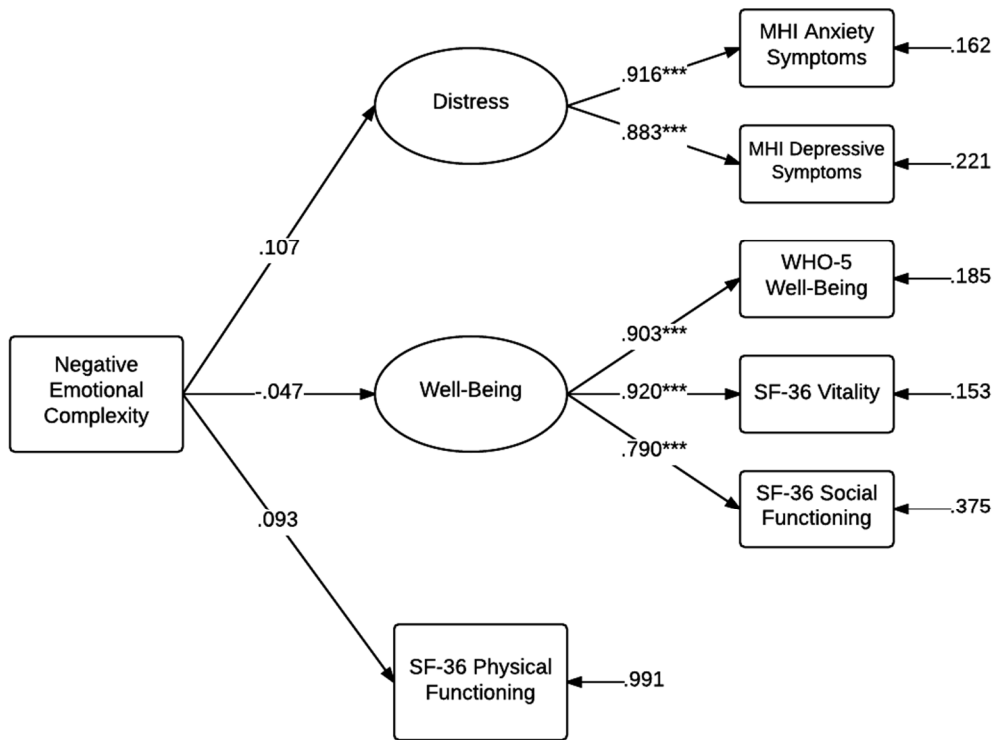 MHI Anxiety
Symptoms
.162
.916***
Distress
.883***
MHI Depressive
Symptoms
.221
.107
WHO-5
Well-Being
.185
.903***
Negative
Emotional
Complexity
-.047
Well-Being
.920***
SF-36 Vitality
.153
.790***
SF-36 Social
Functioning
.375
.093
SF-36 Physical
Functioning
.991